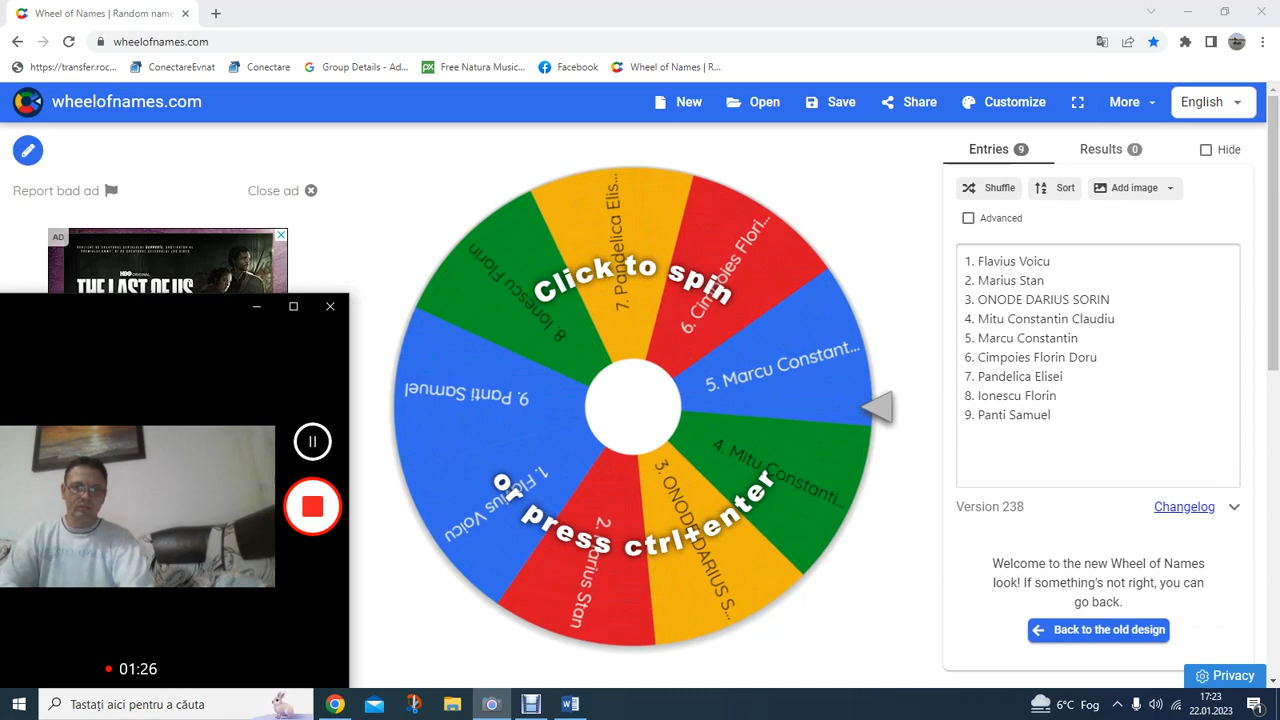 Wheel of Names | Random name
wheelofnames.com
https://transfer.roc...
ConectareEvnat
Conectare
Group Details - Ad...
Free Natura Music...
Facebook
Wheel of Names | R...
wheelofnames.com
New
Open
Save
Share
Customize
More
English
Report bad ad
Close ad
AD
HBO ORIGINAL
THE LAST OF US
Click to spin
or press ctrl+enter
1. Flavius Voicu
2. Marius Stan
3. ONODE DARIUS S...
4. Mitu Constanti...
5. Marcu Constant...
6. Cimpoies Flori...
7. Pandelica Elis...
8. Ionescu Florin
9. Panti Samuel
Entries 9
Results 0
Hide
Shuffle
Sort
Add image
Advanced
1. Flavius Voicu
2. Marius Stan
3. ONODE DARIUS SORIN
4. Mitu Constantin Claudiu
5. Marcu Constantin
6. Cimpoies Florin Doru
7. Pandelica Elisei
8. Ionescu Florin
9. Panti Samuel
Version 238
Changelog
Welcome to the new Wheel of Names
look! If something's not right, you can
go back.
Back to the old design
Privacy
01:26
Tastați aici pentru a căuta
6°C Fog
17:23
22.01.2023